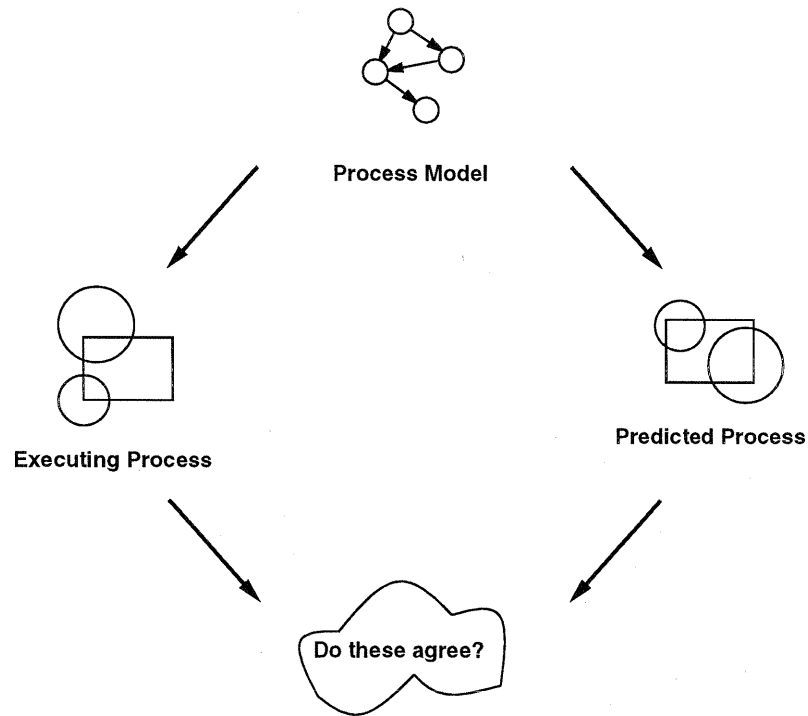 Process Model
Predicted Process
Executing Process
Do these agree?